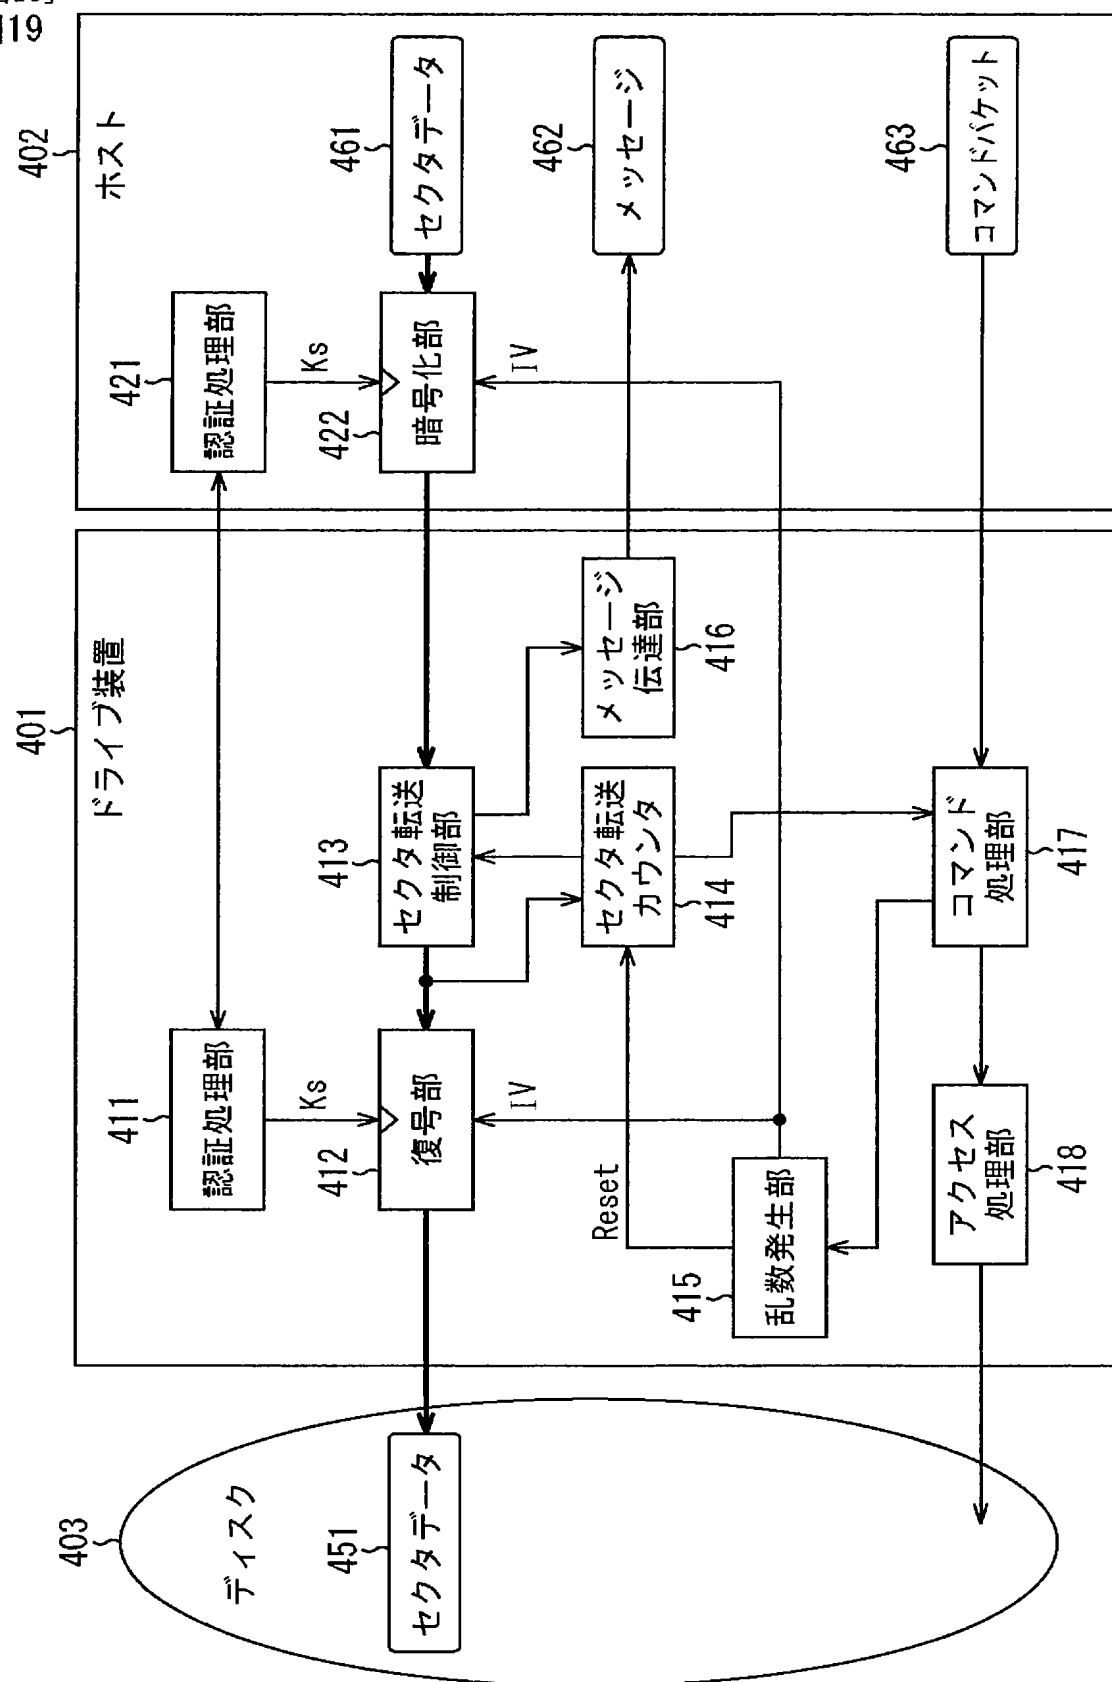 図19
402
ホスト
461
セクタデータ
462
メッセージ
463
コマンドパケット
421
認証処理部
Ks
422
暗号化部
IV
401
ドライブ装置
413
セクタ転送
制御部
メッセージ
伝達部
416
セクタ転送
カウンタ
414
コマンド
処理部
417
411
認証処理部
Ks
412
復号部
IV
Reset
415
乱数発生部
アクセス
処理部
418
403
ディスク
451
セクタデータ